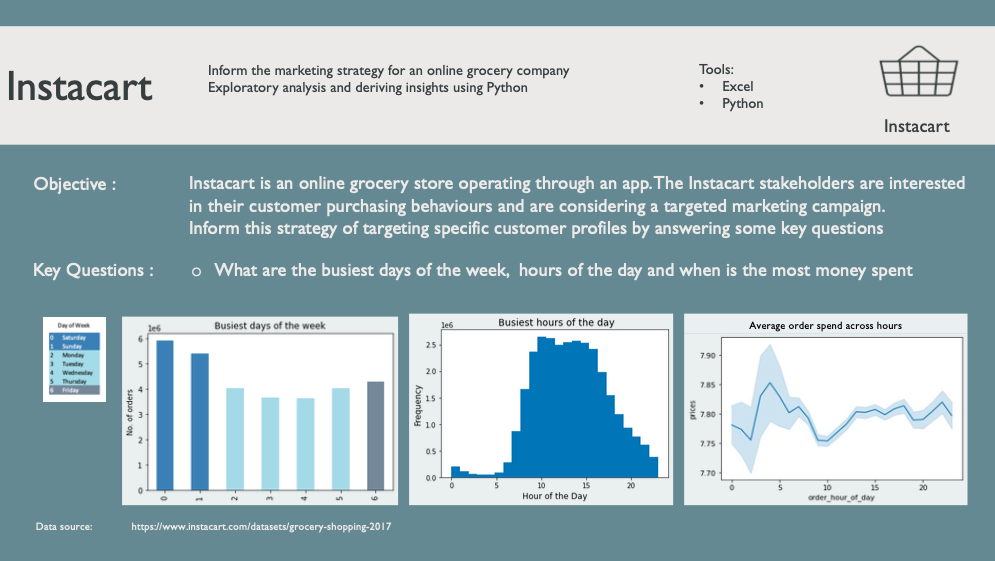 Instacart
Inform the marketing strategy for an online grocery company
Exploratory analysis and deriving insights using Python
Tools:
• Excel
• Python
Instacart
Objective :
Instacart is an online grocery store operating through an app. The Instacart stakeholders are interested
in their customer purchasing behaviours and are considering a targeted marketing campaign.
Inform this strategy of targeting specific customer profiles by answering some key questions
Key Questions :
o What are the busiest days of the week, hours of the day and when is the most money spent
Day of Week
0 Saturday
1 Sunday
2 Monday
3 Tuesday
4 Wednesday
5 Thursday
6 Friday
Busiest days of the week
1e6
No. of orders
6
5
4
3
2
1
0
0 1 2 3 4 5 6
Busiest hours of the day
1e6
Frequency
2.5
2.0
1.5
1.0
0.5
0.0
0 5 10 15 20
Hour of the Day
Average order spend across hours
prices
7.90
7.85
7.80
7.75
7.70
0 5 10 15 20
order_hour_of_day
Data source: https://www.instacart.com/datasets/grocery-shopping-2017